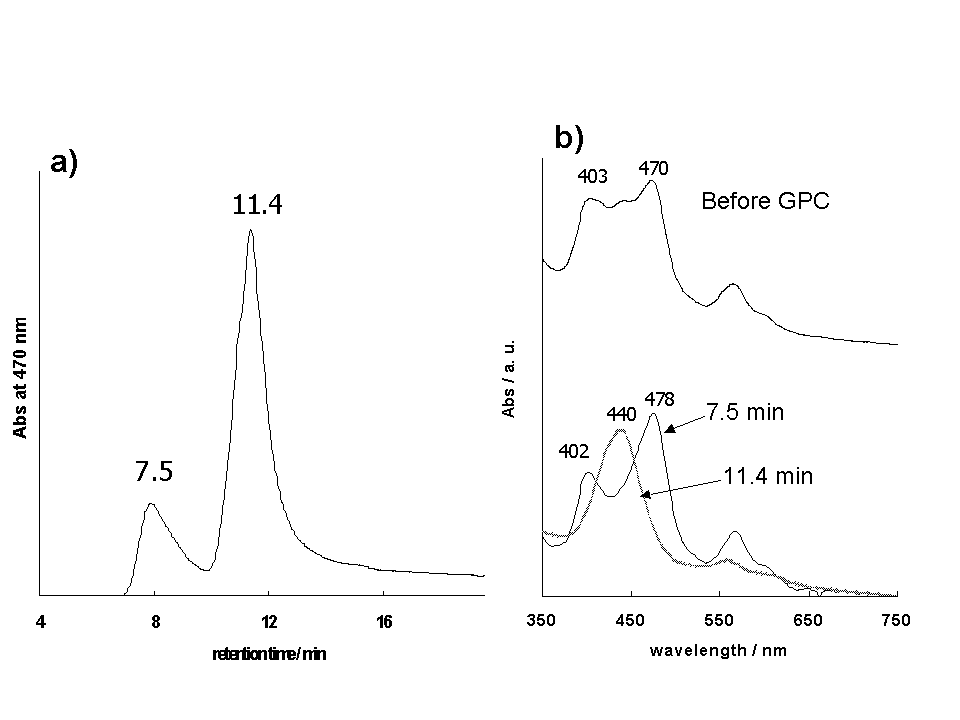 a)
11.4
7.5
Abs at 470 nm
4 8 12 16
retention time/min
b)
403 470
Before GPC
Abs / a. u.
478
440
7.5 min
402
11.4 min
350 450 550 650 750
wavelength / nm